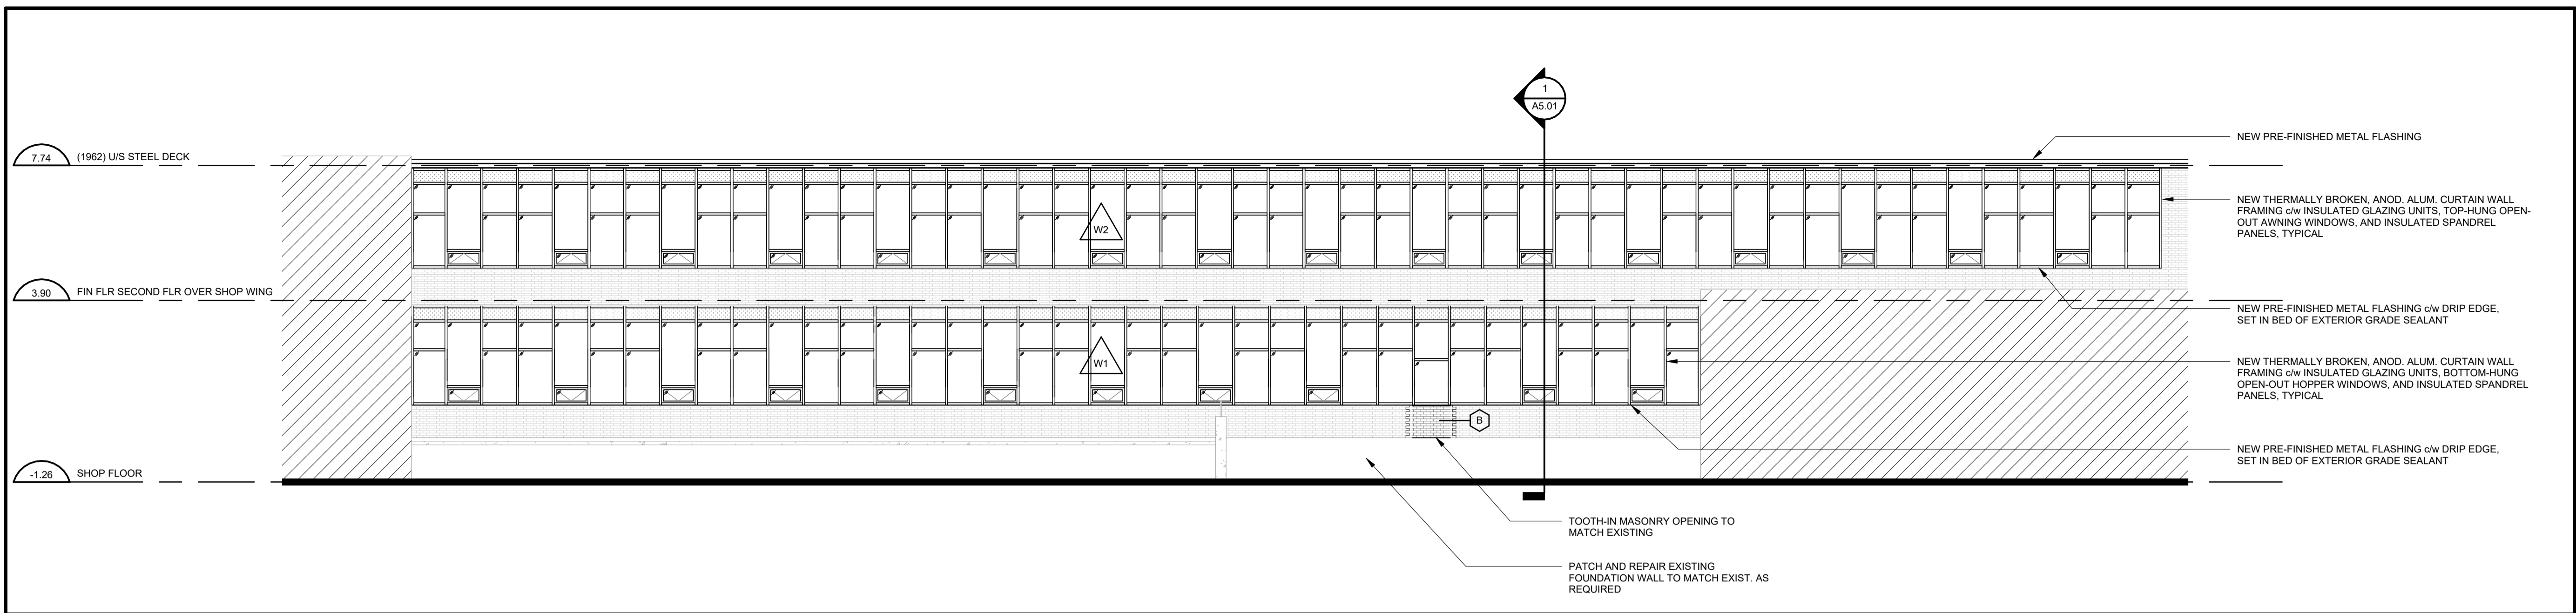 1
A5.01
NEW PRE-FINISHED METAL FLASHING
7.74 (1962) U/S STEEL DECK
NEW THERMALLY BROKEN, ANOD. ALUM. CURTAIN WALL
FRAMING c/w INSULATED GLAZING UNITS, TOP-HUNG OPEN-
OUT AWNING WINDOWS, AND INSULATED SPANDREL
PANELS, TYPICAL
W2
3.90 FIN FLR SECOND FLR OVER SHOP WING
NEW PRE-FINISHED METAL FLASHING c/w DRIP EDGE,
SET IN BED OF EXTERIOR GRADE SEALANT
W1
NEW THERMALLY BROKEN, ANOD. ALUM. CURTAIN WALL
FRAMING c/w INSULATED GLAZING UNITS, BOTTOM-HUNG
OPEN-OUT HOPPER WINDOWS, AND INSULATED SPANDREL
PANELS, TYPICAL
B
NEW PRE-FINISHED METAL FLASHING c/w DRIP EDGE,
SET IN BED OF EXTERIOR GRADE SEALANT
-1.26 SHOP FLOOR
TOOTH-IN MASONRY OPENING TO
MATCH EXISTING
PATCH AND REPAIR EXISTING
FOUNDATION WALL TO MATCH EXIST. AS
REQUIRED